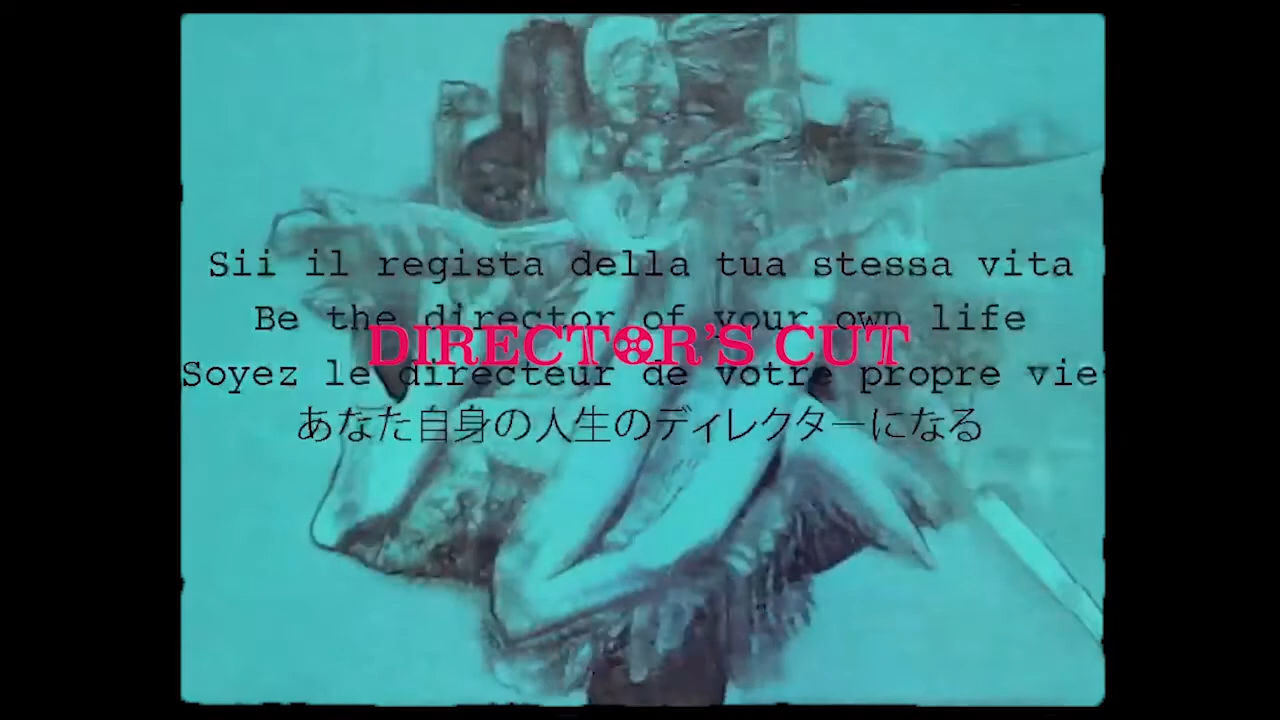 Sii il regista della tua stessa vita
Be the director of your own life
DIRECTOR'S CUT
Soyez le directeur de votre propre vie
あなた自身の人生のディレクターになる